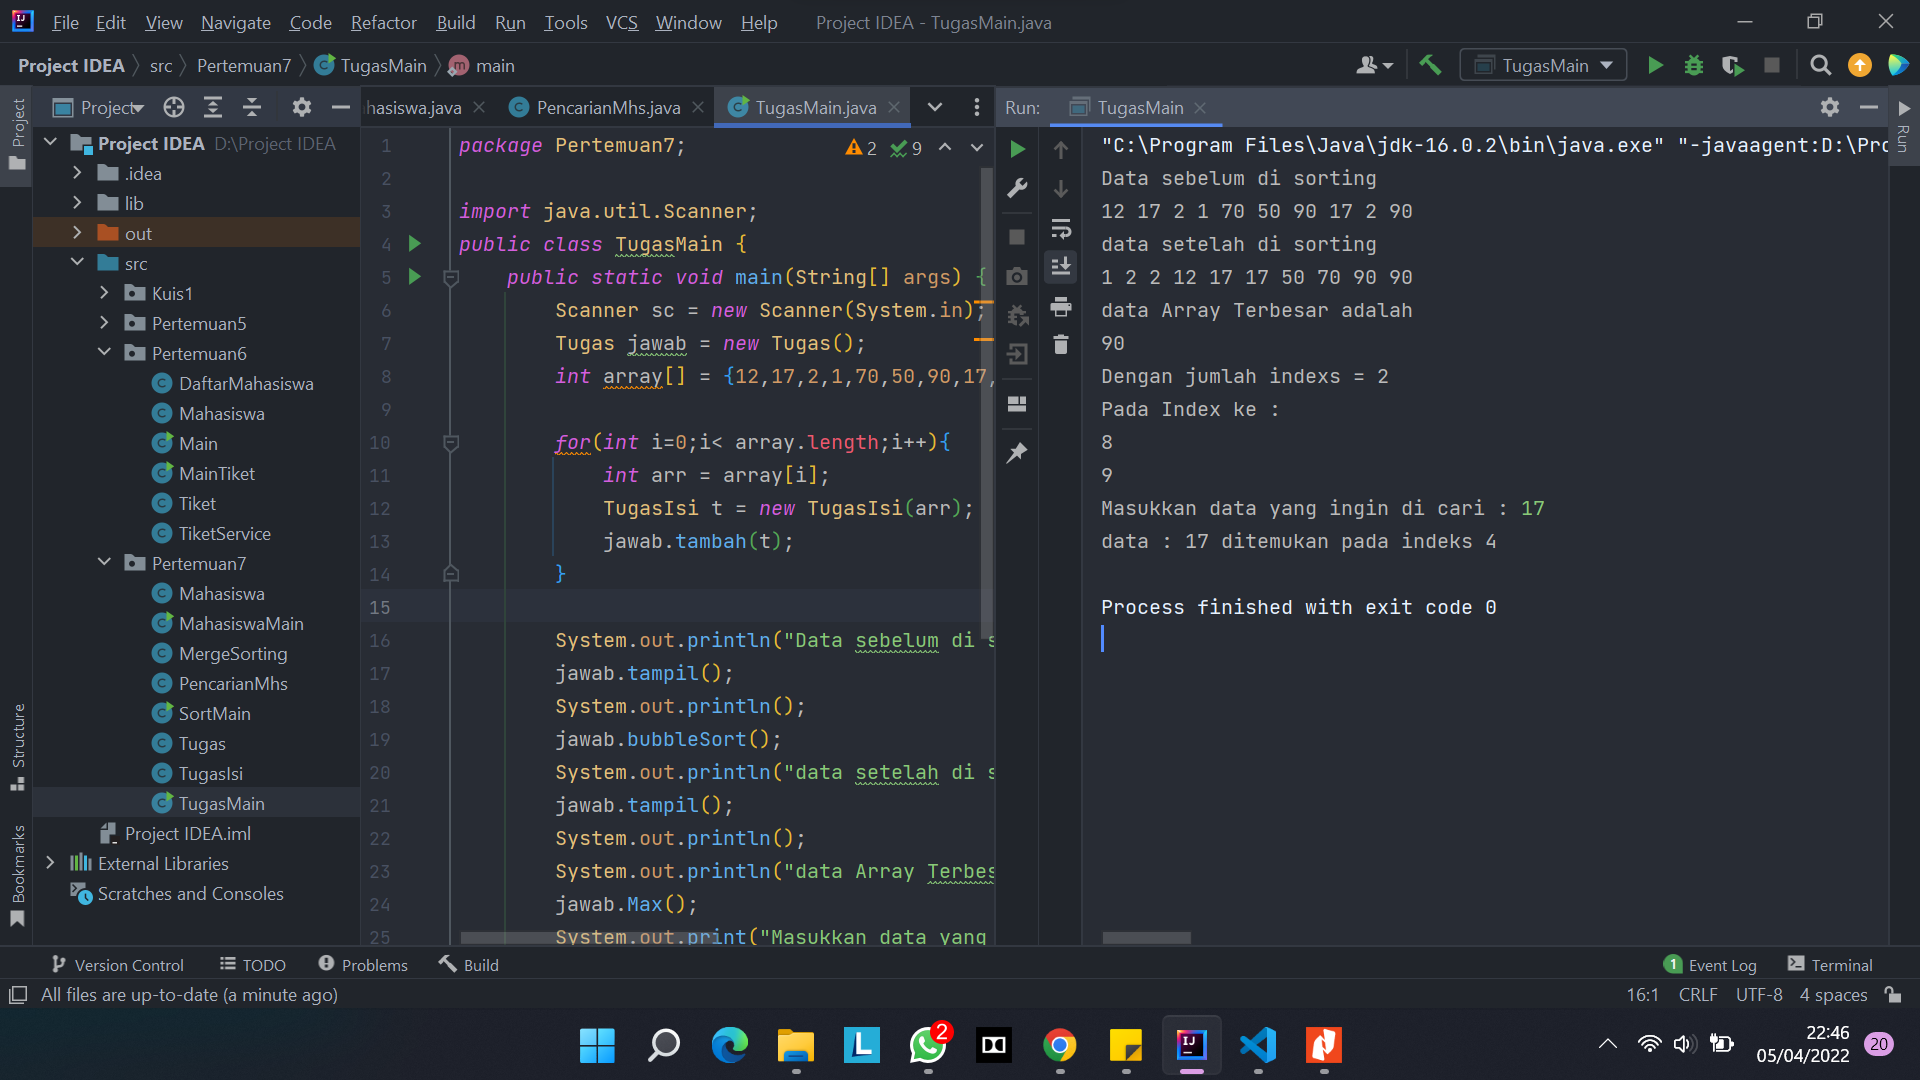 File Edit View Navigate Code Refactor Build Run Tools VCS Window Help Project IDEA - TugasMain.java
Project IDEA src Pertemuan7 TugasMain main
TugasMain
Project
hasiswa.java PencarianMhs.java TugasMain.java
Run: TugasMain
Project
Structure
Bookmarks
Project IDEA D:\Project IDEA
.idea
lib
out
src
Kuis1
Pertemuan5
Pertemuan6
DaftarMahasiswa
Mahasiswa
Main
MainTiket
Tiket
TiketService
Pertemuan7
Mahasiswa
MahasiswaMain
MergeSorting
PencarianMhs
SortMain
Tugas
TugasIsi
TugasMain
Project IDEA.iml
External Libraries
Scratches and Consoles
2 9
1 package Pertemuan7;
2
3 import java.util.Scanner;
4 public class TugasMain {
5 public static void main(String[] args) {
6 Scanner sc = new Scanner(System.in);
7 Tugas jawab = new Tugas();
8 int array[] = {12,17,2,1,70,50,90,17,
9
10 for(int i=0;i< array.length;i++){
11 int arr = array[i];
12 TugasIsi t = new TugasIsi(arr);
13 jawab.tambah(t);
14 }
15
16 System.out.println("Data sebelum di s
17 jawab.tampil();
18 System.out.println();
19 jawab.bubbleSort();
20 System.out.println("data setelah di s
21 jawab.tampil();
22 System.out.println();
23 System.out.println("data Array Terbes
24 jawab.Max();
25 System.out.print("Masukkan data yang
"C:\Program Files\Java\jdk-16.0.2\bin\java.exe" "-javaagent:D:\Pro
Data sebelum di sorting
12 17 2 1 70 50 90 17 2 90
data setelah di sorting
1 2 2 12 17 17 50 70 90 90
data Array Terbesar adalah
90
Dengan jumlah indexs = 2
Pada Index ke :
8
9
Masukkan data yang ingin di cari : 17
data : 17 ditemukan pada indeks 4
Process finished with exit code 0
Run
Version Control TODO Problems Build 1 Event Log Terminal
All files are up-to-date (a minute ago) 16:1 CRLF UTF-8 4 spaces
2
22:46
05/04/2022
20